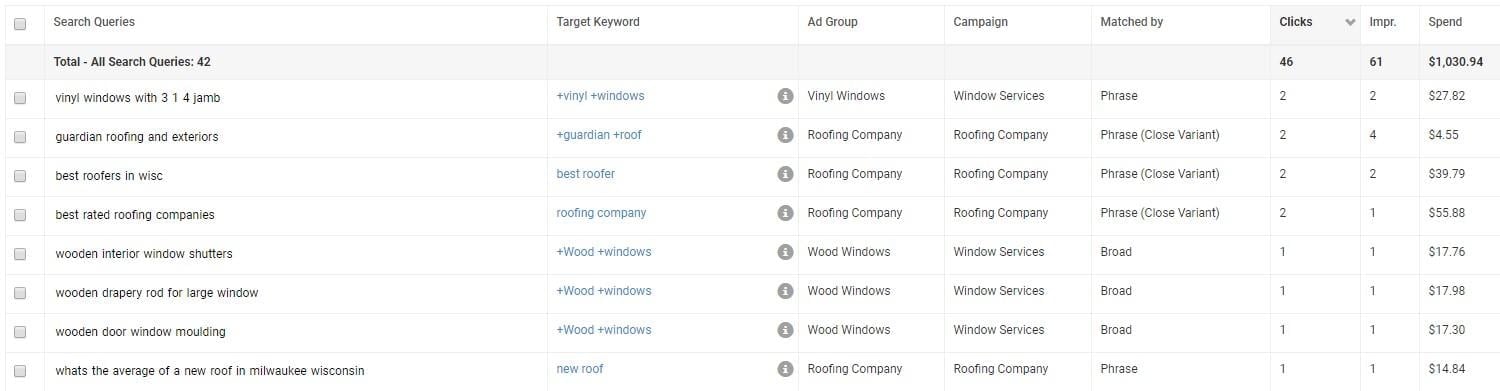 Search Queries Target Keyword Ad Group Campaign Matched by Clicks Impr. Spend
Total - All Search Queries: 42 46 61 $1,030.94
vinyl windows with 3 1 4 jamb +vinyl +windows Vinyl Windows Window Services Phrase 2 2 $27.82
guardian roofing and exteriors +guardian +roof Roofing Company Roofing Company Phrase (Close Variant) 2 4 $4.55
best roofers in wisc best roofer Roofing Company Roofing Company Phrase (Close Variant) 2 2 $39.79
best rated roofing companies roofing company Roofing Company Roofing Company Phrase (Close Variant) 2 1 $55.88
wooden interior window shutters +Wood +windows Wood Windows Window Services Broad 1 1 $17.76
wooden drapery rod for large window +Wood +windows Wood Windows Window Services Broad 1 1 $17.98
wooden door window moulding +Wood +windows Wood Windows Window Services Broad 1 1 $17.30
whats the average of a new roof in milwaukee wisconsin new roof Roofing Company Roofing Company Phrase 1 1 $14.84